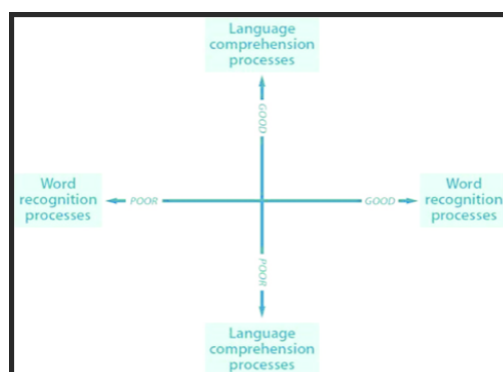 Language
comprehension
processes
GOOD
Word
recognition
processes
POOR
GOOD
Word
recognition
processes
POOR
Language
comprehension
processes